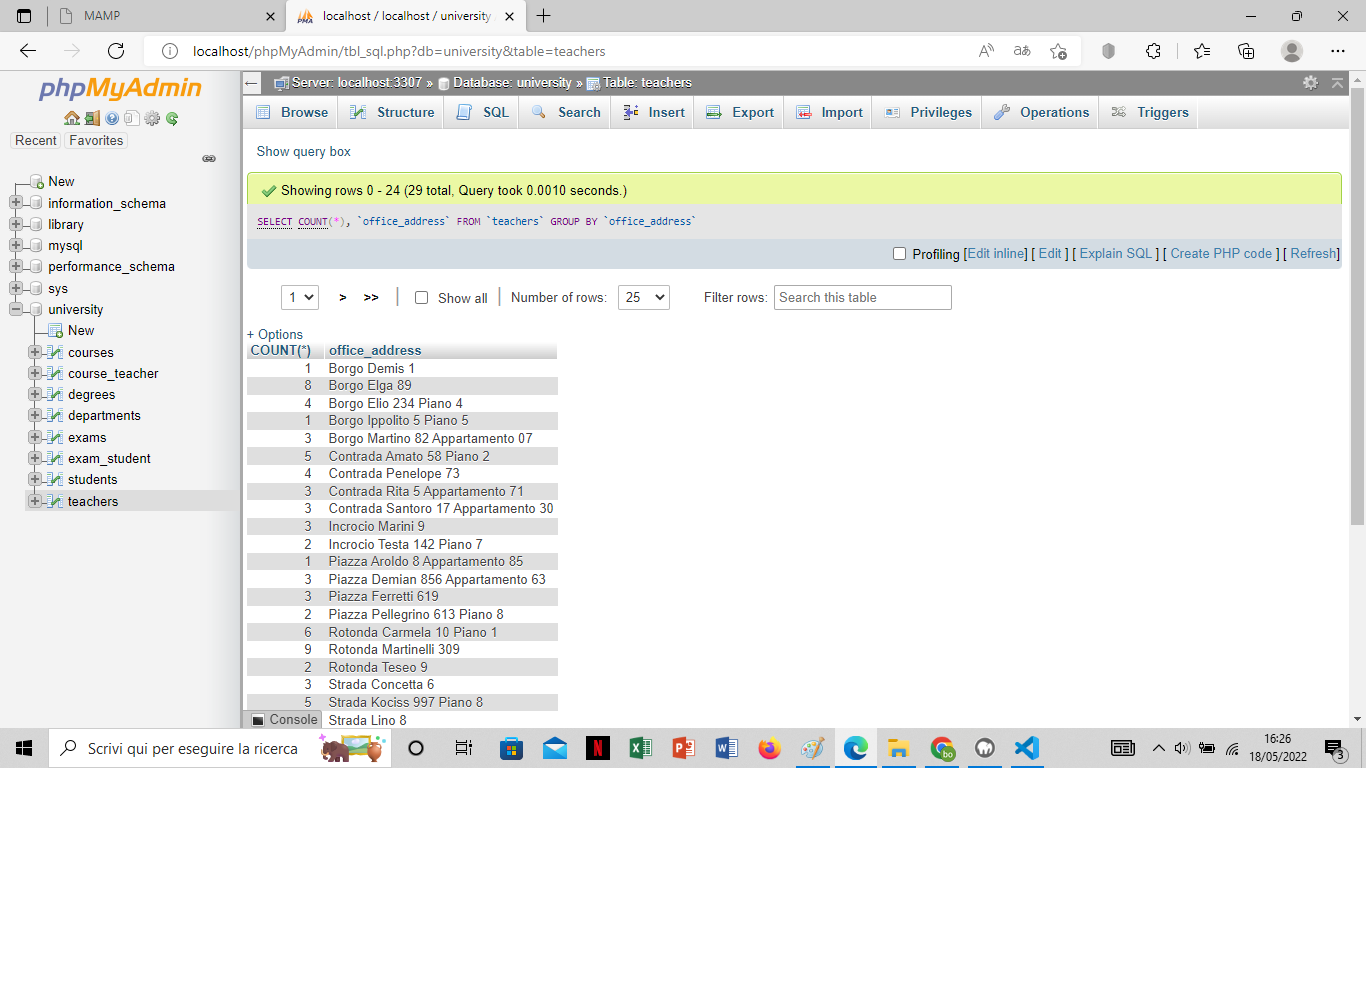 MAMP
localhost / localhost / university
localhost/phpMyAdmin/tbl_sql.php?db=university&table=teachers
phpMyAdmin
Recent Favorites
New
information_schema
library
mysql
performance_schema
sys
university
New
courses
course_teacher
degrees
departments
exams
exam_student
students
teachers
Server: localhost:3307 » Database: university » Table: teachers
Browse Structure SQL Search Insert Export Import Privileges Operations Triggers
Show query box
Showing rows 0 - 24 (29 total, Query took 0.0010 seconds.)
SELECT COUNT(*), `office_address` FROM `teachers` GROUP BY `office_address`
Profiling [Edit inline] [ Edit ] [ Explain SQL ] [ Create PHP code ] [ Refresh]
1 > >> Show all Number of rows: 25 Filter rows: Search this table
+ Options
COUNT(*) office_address
1 Borgo Demis 1
8 Borgo Elga 89
4 Borgo Elio 234 Piano 4
1 Borgo Ippolito 5 Piano 5
3 Borgo Martino 82 Appartamento 07
5 Contrada Amato 58 Piano 2
4 Contrada Penelope 73
3 Contrada Rita 5 Appartamento 71
3 Contrada Santoro 17 Appartamento 30
3 Incrocio Marini 9
2 Incrocio Testa 142 Piano 7
1 Piazza Aroldo 8 Appartamento 85
3 Piazza Demian 856 Appartamento 63
3 Piazza Ferretti 619
2 Piazza Pellegrino 613 Piano 8
6 Rotonda Carmela 10 Piano 1
9 Rotonda Martinelli 309
2 Rotonda Teseo 9
3 Strada Concetta 6
5 Strada Kociss 997 Piano 8
Console Strada Lino 8
Scrivi qui per eseguire la ricerca
16:26
18/05/2022
3